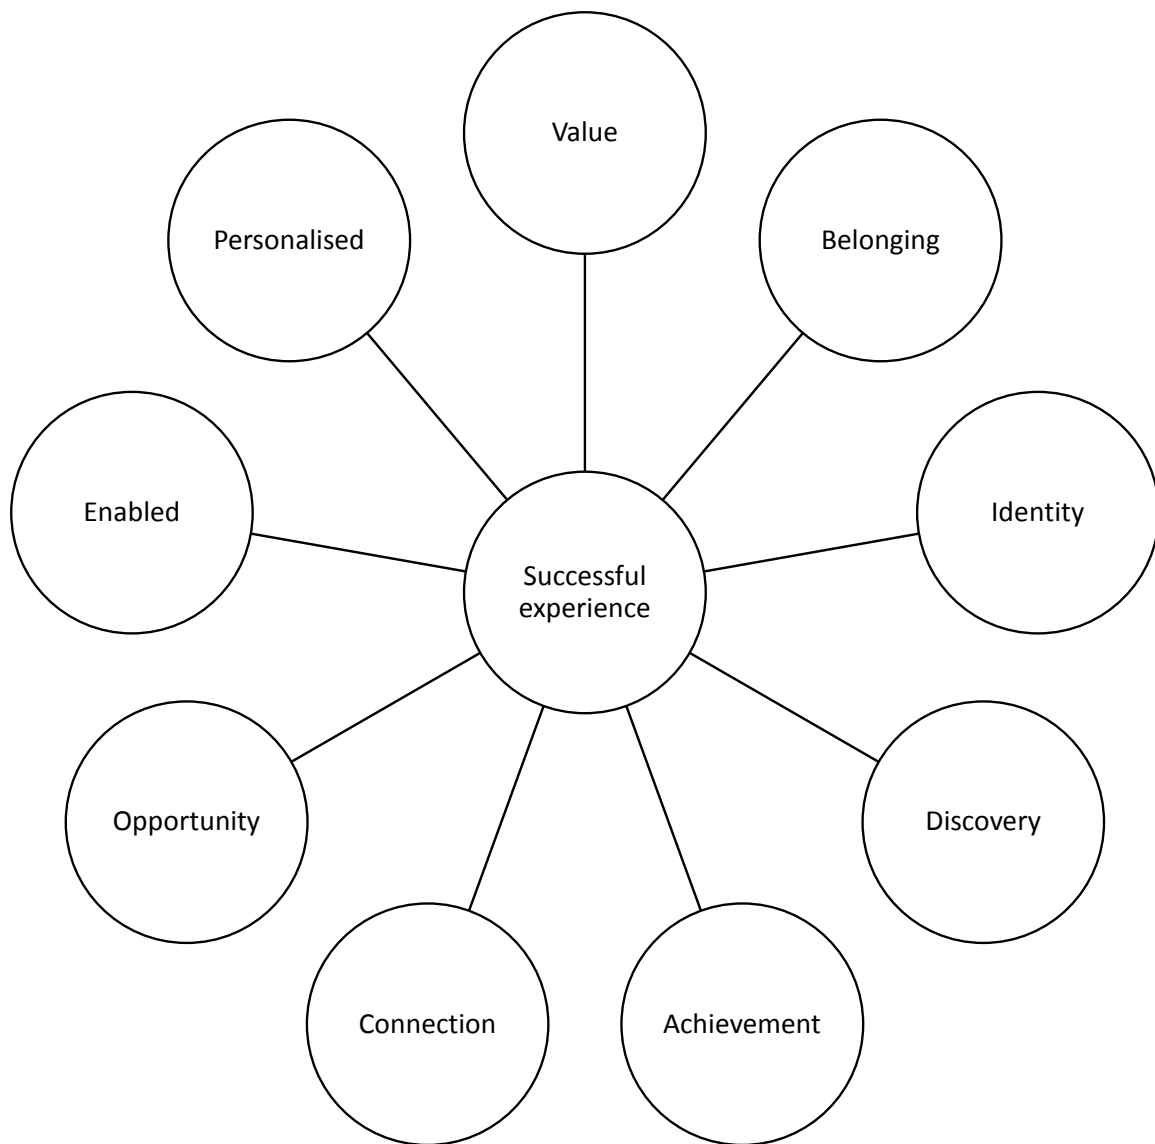 Value
Personalised
Belonging
Enabled
Identity
Successful
experience
Opportunity
Discovery
Connection
Achievement